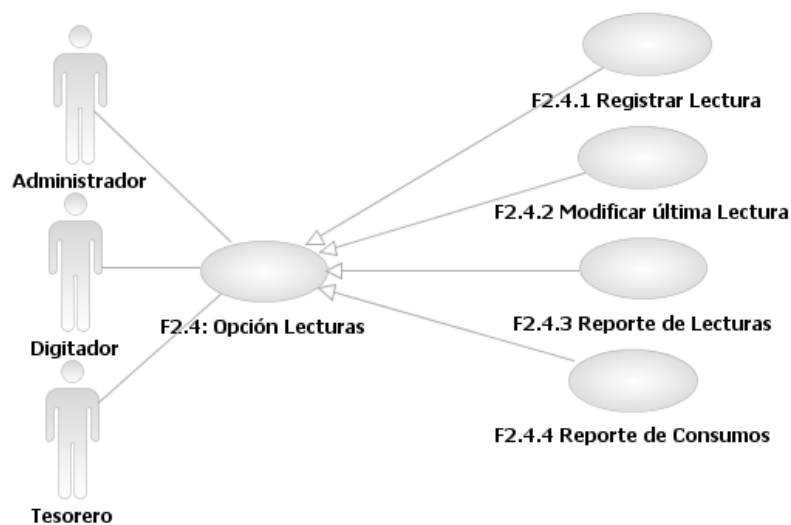 Administrador
Digitador
Tesorero
F2.4: Opción Lecturas
F2.4.1 Registrar Lectura
F2.4.2 Modificar última Lectura
F2.4.3 Reporte de Lecturas
F2.4.4 Reporte de Consumos